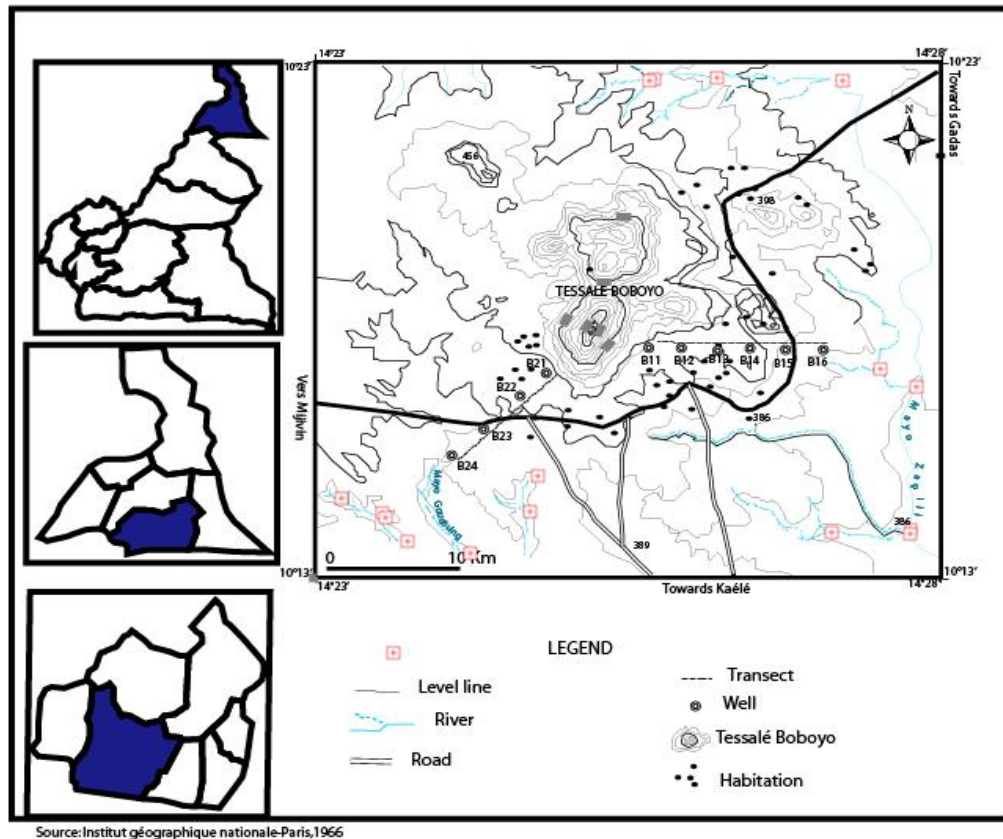 14°23'
14°28'
10°23'
10°23'
Towards Gadas
N
456
398
TESSALE BOBOYO
B11
B12
B13
B14
B15
B16
B21
B22
B23
B24
Vers Mijivin
386
Mayo
Zag
386
389
0
10 Km
10°13'
10°13'
14°23'
14°28'
Towards Kaélé
LEGEND
Level line
River
Road
Transect
Well
Tessalé Boboyo
Habitation
Source:Institut géographique nationale-Paris,1966